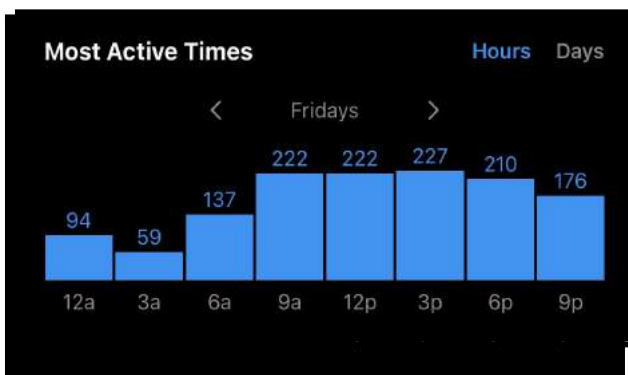 Most Active Times Hours Days
< Fridays >
222 222 227 210
94 59 137 176
12a 3a 6a 9a 12p 3p 6p 9p